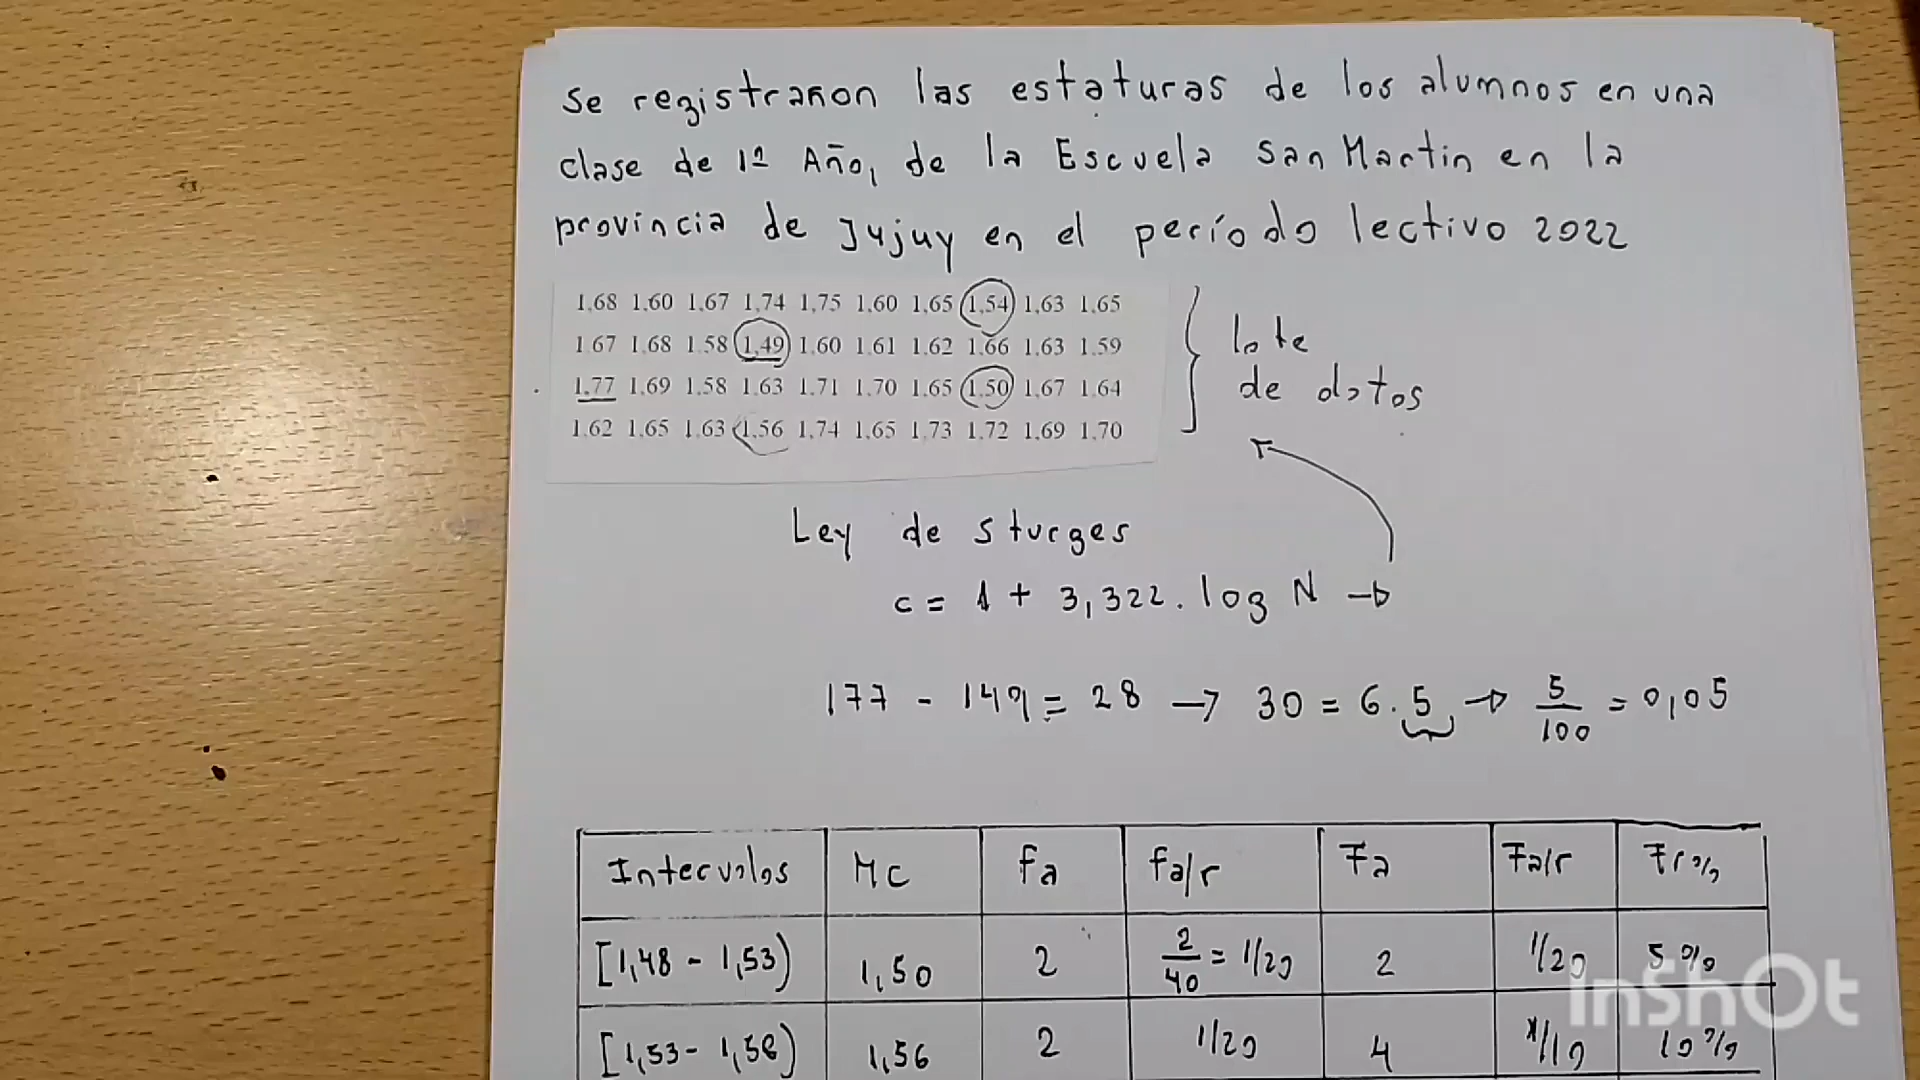 se registraron las estaturas de los alumnos en una
clase de 1º Año, de la Escuela San Martin en la
provincia de Jujuy en el período lectivo 2022
1,68 1,60 1,67 1,74 1,75 1,60 1,65 1,54 1,63 1,65
1,67 1,68 1,58 1,49 1,60 1,61 1,62 1,66 1,63 1,59
1,77 1,69 1,58 1,63 1,71 1,70 1,65 1,50 1,67 1,64
1,62 1,65 1,63 1,56 1,74 1,65 1,73 1,72 1,69 1,70
lote
de datos
Ley de sturges
c = 1 + 3,322 . log N →
177 - 149 = 28 → 30 = 6 . 5 → 5/100 = 0,05
Intervalos Mc fa fa/r Fa Fa/r Fr%
[1,48 - 1,53) 1,50 2 2/40 = 1/20 2 1/20 5%
[1,53 - 1,58) 1,56 2 1/20 4 1/10 10%
InShOt